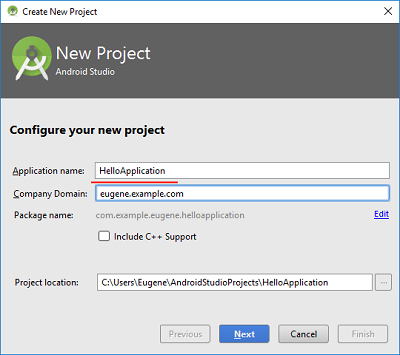 Create New Project
New Project
Android Studio
Configure your new project
Application name: HelloApplication
Company Domain: eugene.example.com
Package name: com.example.eugene.helloapplication Edit
Include C++ Support
Project location: C:\Users\Eugene\AndroidStudioProjects\HelloApplication ...
Previous Next Cancel Finish